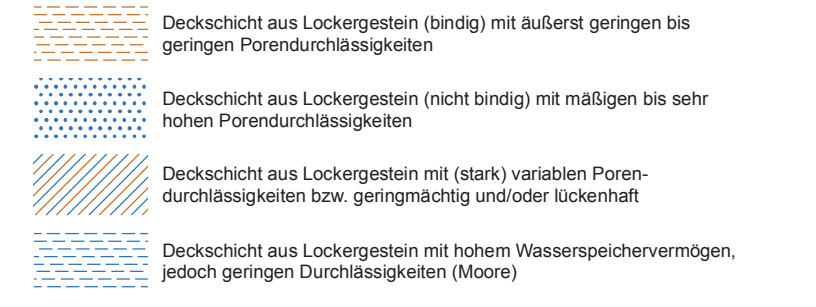 Deckschicht aus Lockergestein (bindig) mit äußerst geringen bis
geringen Porendurchlässigkeiten
Deckschicht aus Lockergestein (nicht bindig) mit mäßigen bis sehr
hohen Porendurchlässigkeiten
Deckschicht aus Lockergestein mit (stark) variablen Poren-
durchlässigkeiten bzw. geringmächtig und/oder lückenhaft
Deckschicht aus Lockergestein mit hohem Wasserspeichervermögen,
jedoch geringen Durchlässigkeiten (Moore)